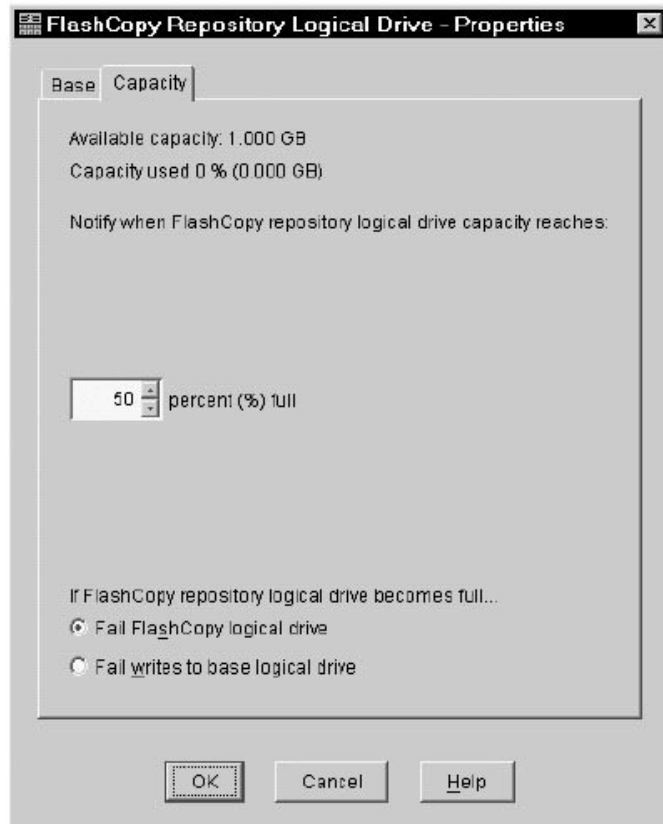 FlashCopy Repository Logical Drive - Properties
Base Capacity
Available capacity: 1.000 GB
Capacity used 0 % (0.000 GB)
Notify when FlashCopy repository logical drive capacity reaches:
50 percent (%) full
If FlashCopy repository logical drive becomes full...
Fail FlashCopy logical drive
Fail writes to base logical drive
OK Cancel Help